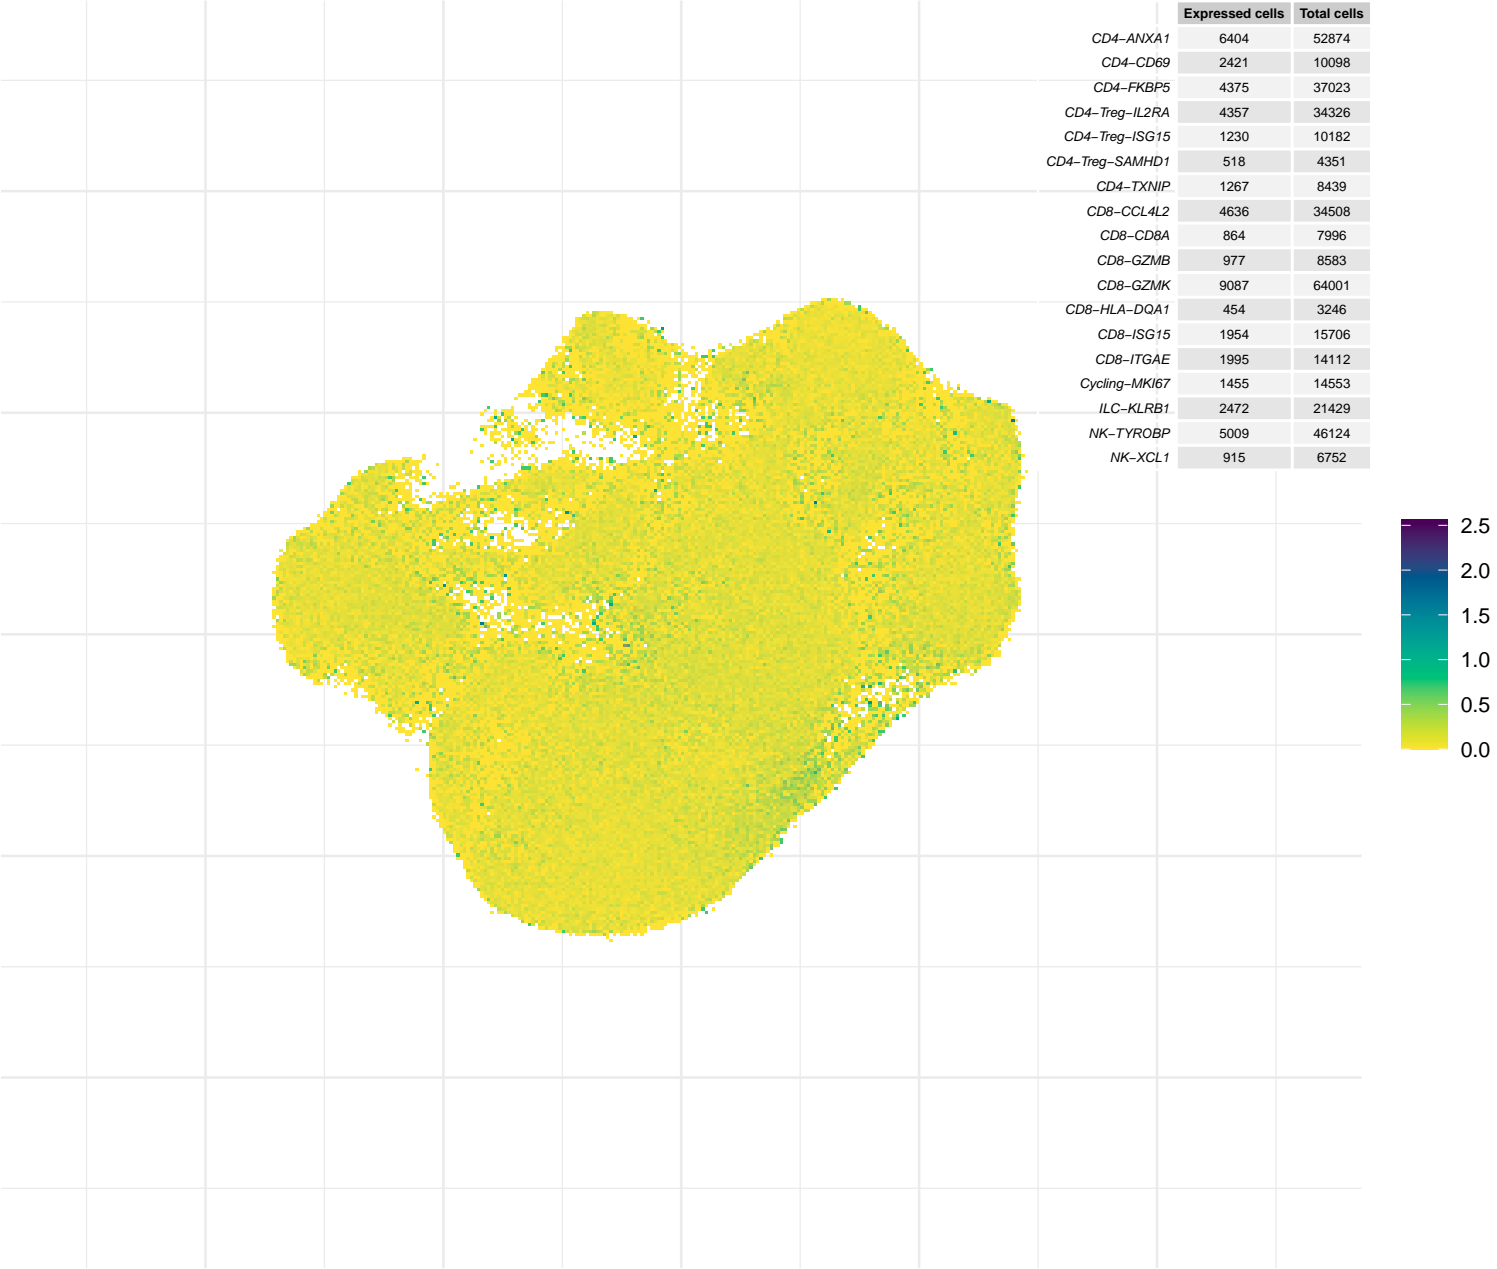 Expressed cells Total cells
CD4−ANXA1 6404 52874
CD4−CD69 2421 10098
CD4−FKBP5 4375 37023
CD4−Treg−IL2RA 4357 34326
CD4−Treg−ISG15 1230 10182
CD4−Treg−SAMHD1 518 4351
CD4−TXNIP 1267 8439
CD8−CCL4L2 4636 34508
CD8−CD8A 864 7996
CD8−GZMB 977 8583
CD8−GZMK 9087 64001
CD8−HLA−DQA1 454 3246
CD8−ISG15 1954 15706
CD8−ITGAE 1995 14112
Cycling−MKI67 1455 14553
ILC−KLRB1 2472 21429
NK−TYROBP 5009 46124
NK−XCL1 915 6752
2.5
2.0
1.5
1.0
0.5
0.0